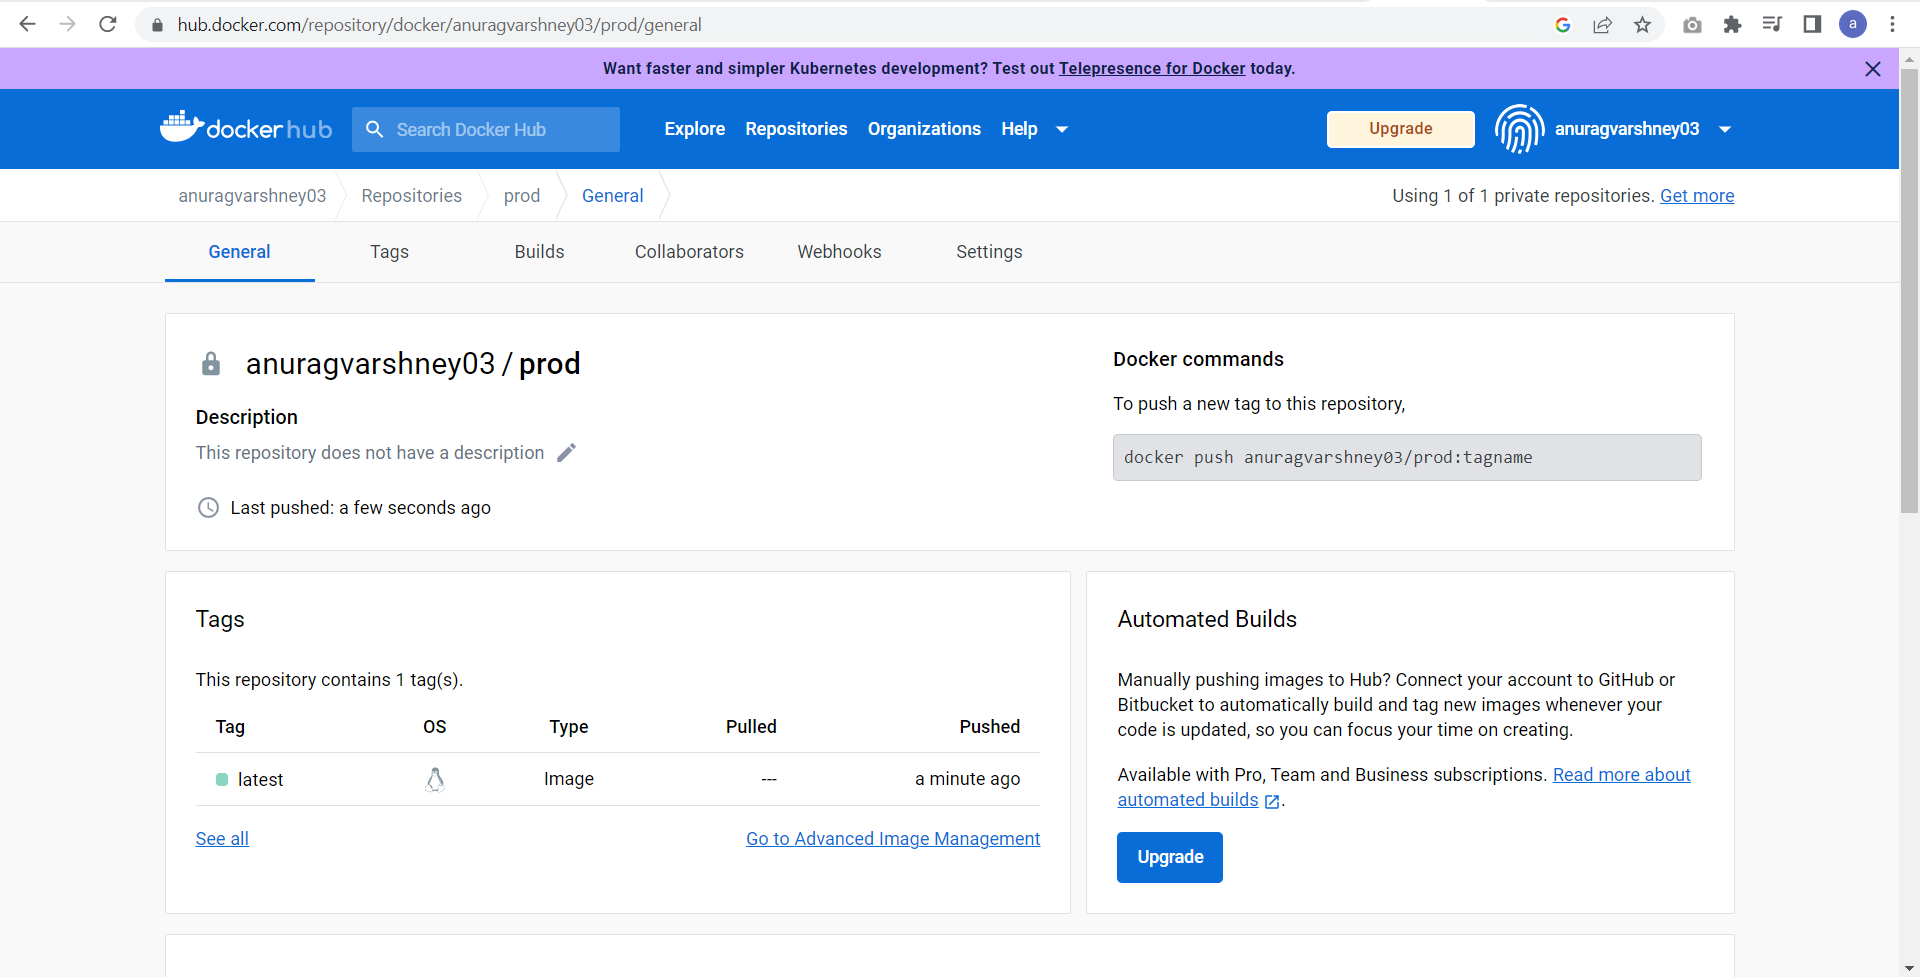 hub.docker.com/repository/docker/anuragvarshney03/prod/general
a
Want faster and simpler Kubernetes development? Test out Telepresence for Docker today.
dockerhub
Search Docker Hub
Explore Repositories Organizations Help
Upgrade
anuragvarshney03
anuragvarshney03 Repositories prod General
Using 1 of 1 private repositories. Get more
General Tags Builds Collaborators Webhooks Settings
anuragvarshney03 / prod
Description
This repository does not have a description
Last pushed: a few seconds ago
Docker commands
To push a new tag to this repository,
docker push anuragvarshney03/prod:tagname
Tags
This repository contains 1 tag(s).
Tag OS Type Pulled Pushed
latest Image --- a minute ago
See all Go to Advanced Image Management
Automated Builds
Manually pushing images to Hub? Connect your account to GitHub or
Bitbucket to automatically build and tag new images whenever your
code is updated, so you can focus your time on creating.
Available with Pro, Team and Business subscriptions. Read more about
automated builds .
Upgrade